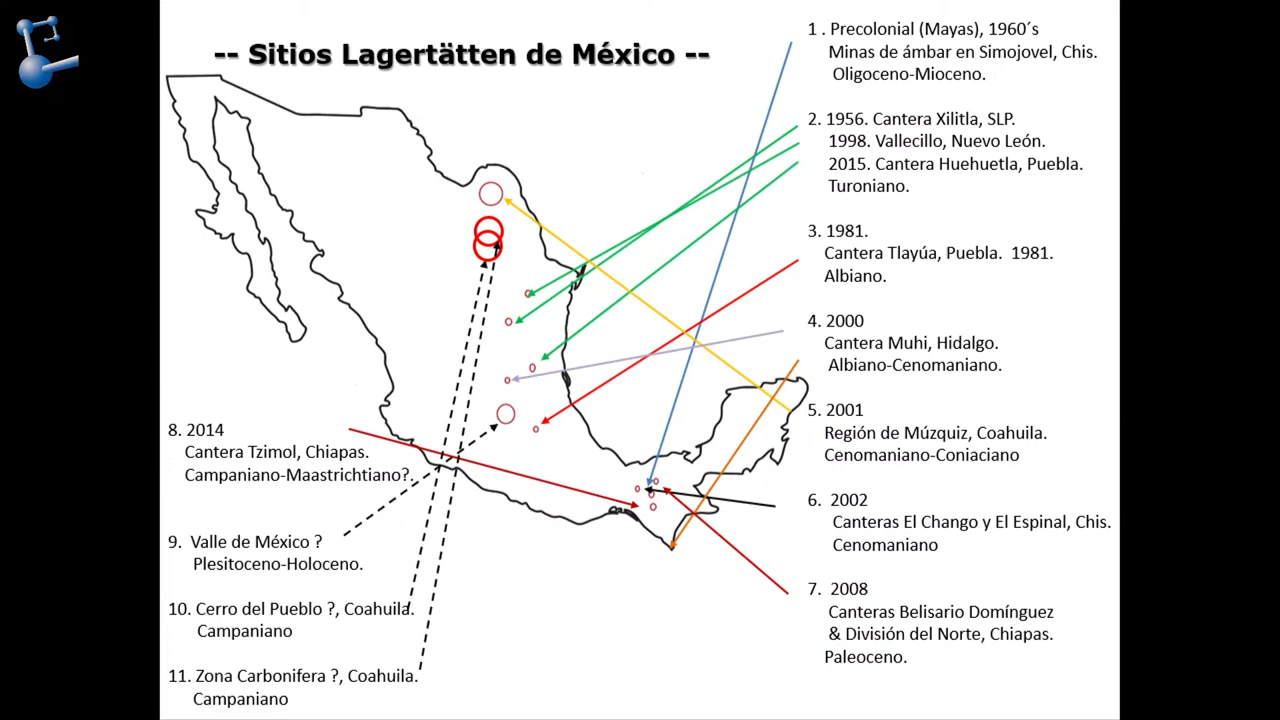 -- Sitios Lagertätten de México --
1 . Precolonial (Mayas), 1960´s
Minas de ámbar en Simojovel, Chis.
Oligoceno-Mioceno.
2. 1956. Cantera Xilitla, SLP.
1998. Vallecillo, Nuevo León.
2015. Cantera Huehuetla, Puebla.
Turoniano.
3. 1981.
Cantera Tlayúa, Puebla. 1981.
Albiano.
4. 2000
Cantera Muhi, Hidalgo.
Albiano-Cenomaniano.
5. 2001
Región de Múzquiz, Coahuila.
Cenomaniano-Coniaciano
6. 2002
Canteras El Chango y El Espinal, Chis.
Cenomaniano
7. 2008
Canteras Belisario Domínguez
& División del Norte, Chiapas.
Paleoceno.
8. 2014
Cantera Tzimol, Chiapas.
Campaniano-Maastrichtiano?.
9. Valle de México ?
Plesitoceno-Holoceno.
10. Cerro del Pueblo ?, Coahuila.
Campaniano
11. Zona Carbonifera ?, Coahuila.
Campaniano